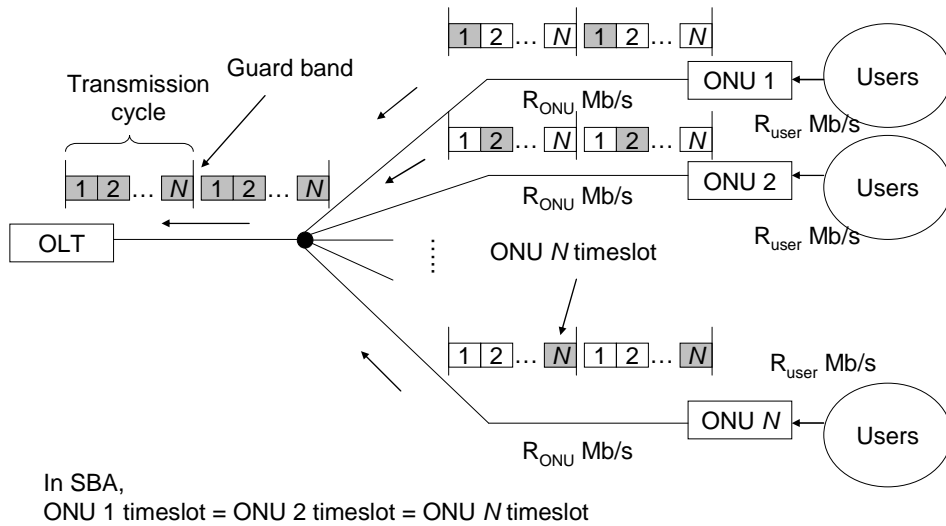 1 2 ... N 1 2 ... N
Guard band
Transmission
cycle
ONU 1
Users
R_ONU Mb/s
R_user Mb/s
1 2 ... N 1 2 ... N
1 2 ... N 1 2 ... N
ONU 2
Users
R_ONU Mb/s
R_user Mb/s
OLT
ONU N timeslot
1 2 ... N 1 2 ... N
R_user Mb/s
ONU N
Users
R_ONU Mb/s
In SBA,
ONU 1 timeslot = ONU 2 timeslot = ONU N timeslot